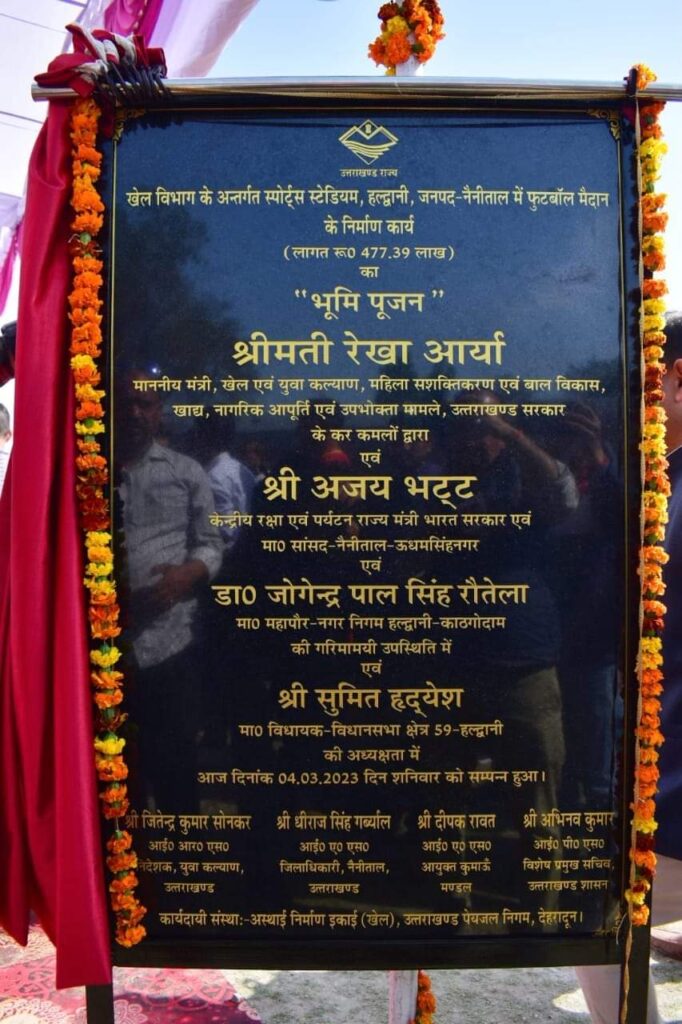 उत्तराखण्ड राज्य
खेल विभाग के अन्तर्गत स्पोर्ट्स स्टेडियम, हल्द्वानी, जनपद-नैनीताल में फुटबॉल मैदान
के निर्माण कार्य
(लागत रू0 477.39 लाख)
का
"भूमि पूजन"
श्रीमती रेखा आर्या
माननीय मंत्री, खेल एवं युवा कल्याण, महिला सशक्तिकरण एवं बाल विकास,
खाद्य, नागरिक आपूर्ति एवं उपभोक्ता मामले, उत्तराखण्ड सरकार
के कर कमलों द्वारा
एवं
श्री अजय भट्ट
केन्द्रीय रक्षा एवं पर्यटन राज्य मंत्री भारत सरकार एवं
मा0 सांसद-नैनीताल-ऊधमसिंहनगर
एवं
डा0 जोगेन्द्र पाल सिंह रौतेला
मा0 महापौर-नगर निगम हल्द्वानी-काठगोदाम
की गरिमामयी उपस्थिति में
एवं
श्री सुमित हृद्येश
मा0 विधायक-विधानसभा क्षेत्र 59-हल्द्वानी
की अध्यक्षता में
आज दिनांक 04.03.2023 दिन शनिवार को सम्पन्न हुआ।
श्री जितेन्द्र कुमार सोनकर श्री धीराज सिंह गर्ब्याल श्री दीपक रावत श्री अभिनव कुमार
आई0 आर0 एस0 आई0 ए0 एस0 आई0 ए0 एस0 आई0 पी0 एस0
निदेशक, युवा कल्याण, जिलाधिकारी, नैनीताल, आयुक्त कुमाऊँ विशेष प्रमुख सचिव,
उत्तराखण्ड उत्तराखण्ड मण्डल उत्तराखण्ड शासन
कार्यदायी संस्था:-अस्थाई निर्माण इकाई (खेल), उत्तराखण्ड पेयजल निगम, देहरादून।